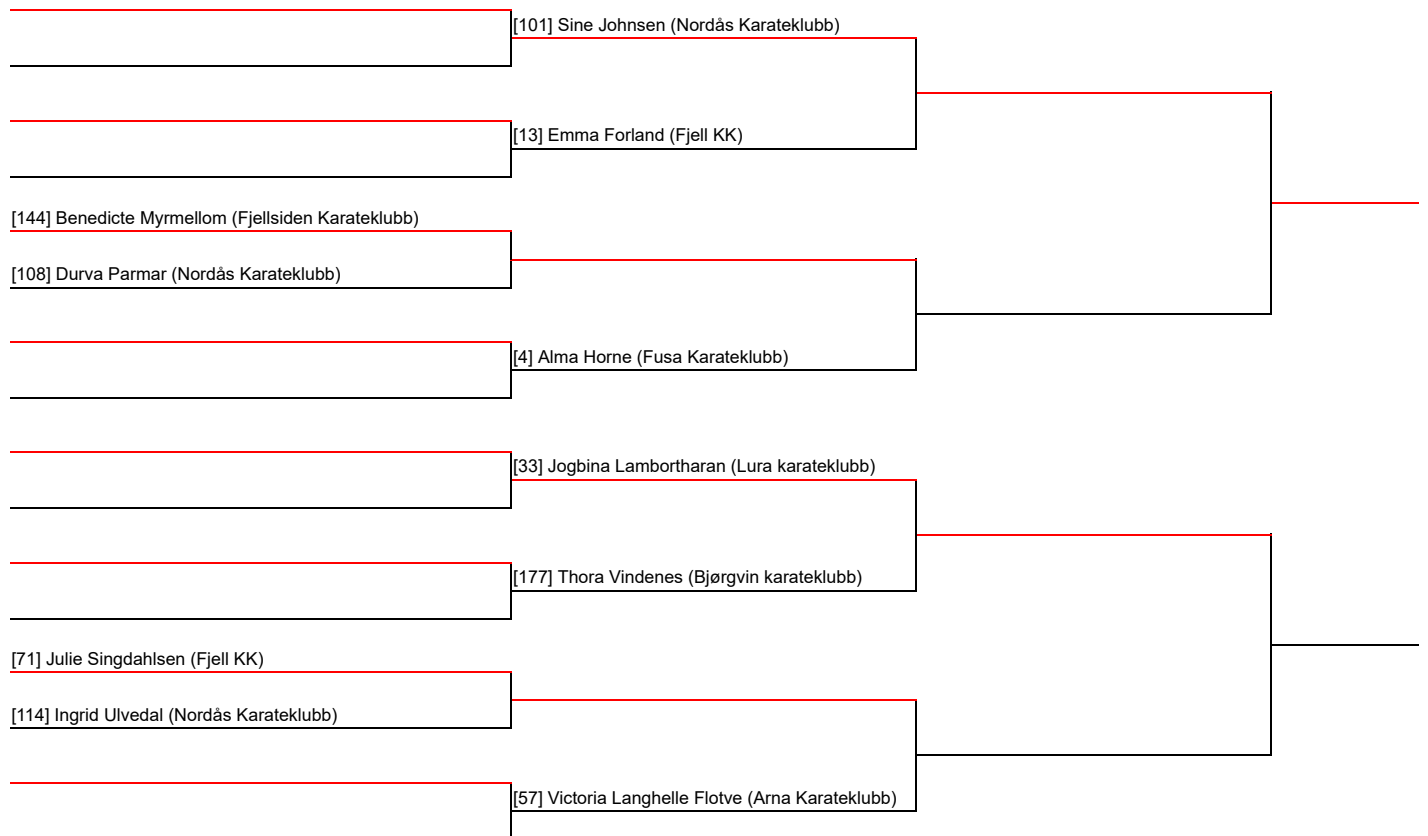 [101] Sine Johnsen (Nordås Karateklubb)
[13] Emma Forland (Fjell KK)
[144] Benedicte Myrmellom (Fjellsiden Karateklubb)
[108] Durva Parmar (Nordås Karateklubb)
[4] Alma Horne (Fusa Karateklubb)
[33] Jogbina Lambortharan (Lura karateklubb)
[177] Thora Vindenes (Bjørgvin karateklubb)
[71] Julie Singdahlsen (Fjell KK)
[114] Ingrid Ulvedal (Nordås Karateklubb)
[57] Victoria Langhelle Flotve (Arna Karateklubb)